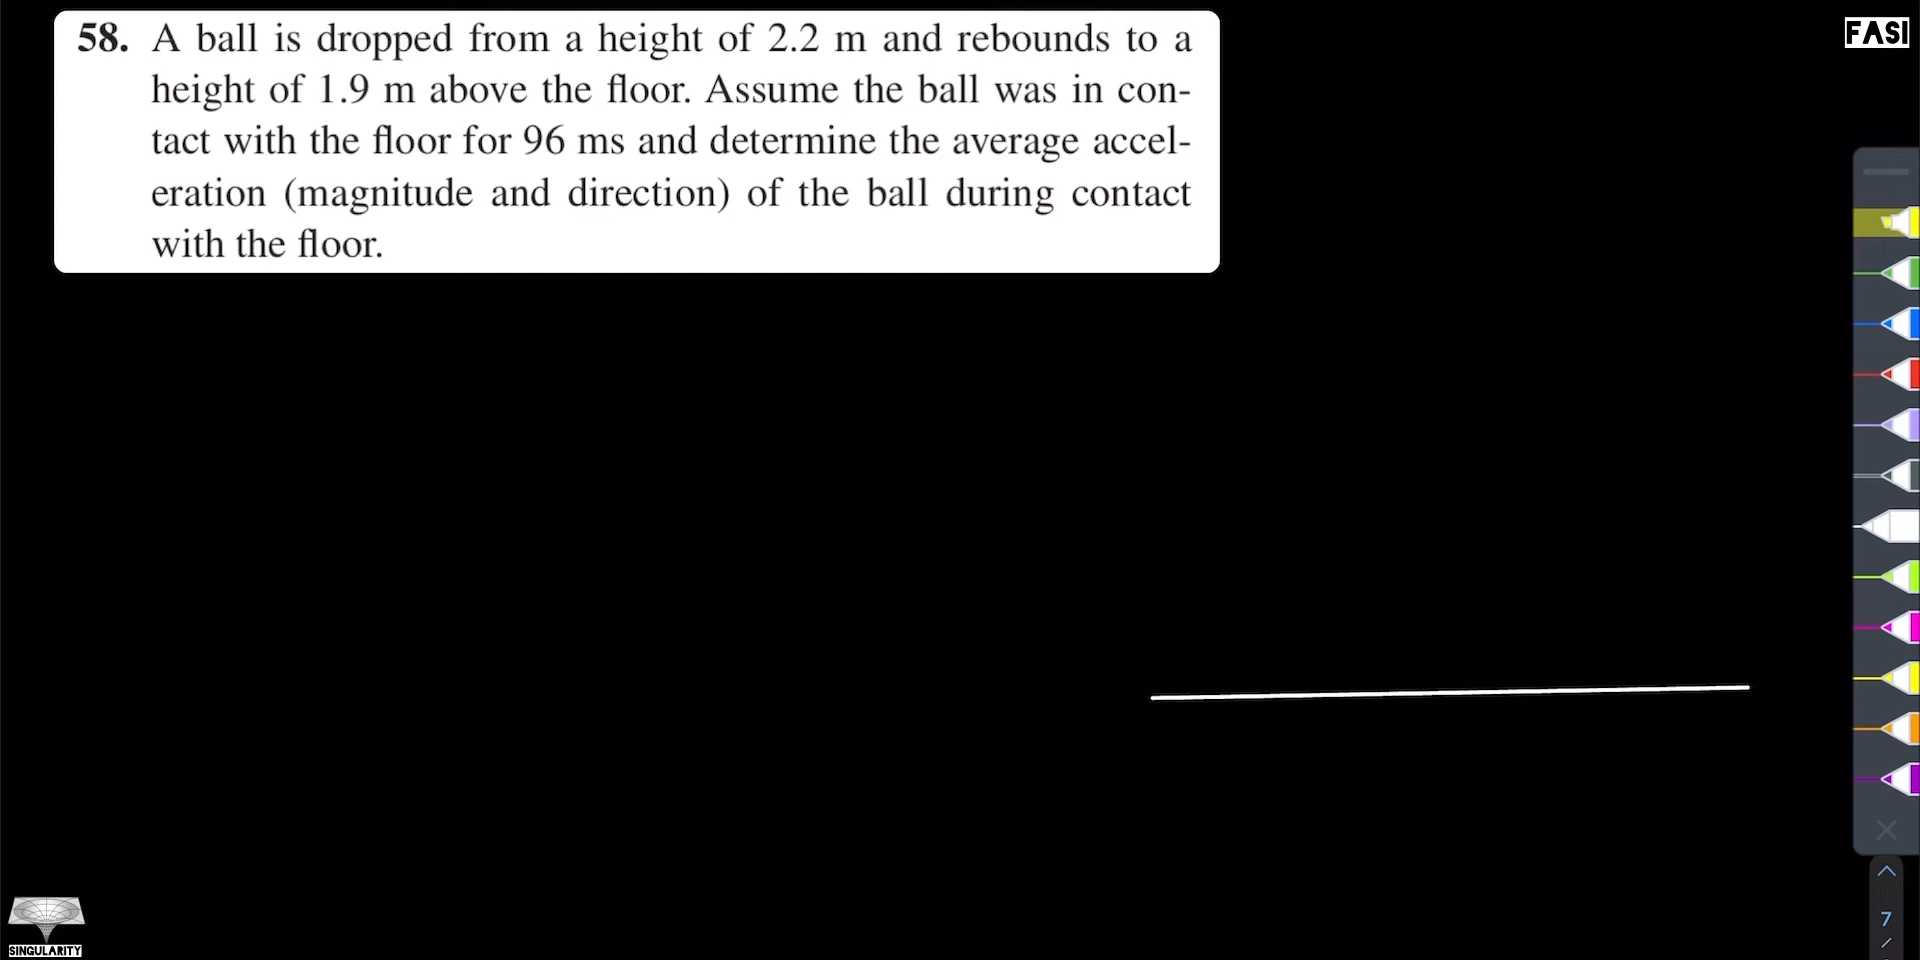 58. A ball is dropped from a height of 2.2 m and rebounds to a
height of 1.9 m above the floor. Assume the ball was in con-
tact with the floor for 96 ms and determine the average accel-
eration (magnitude and direction) of the ball during contact
with the floor.
FASI
7
/
SINGULARITY